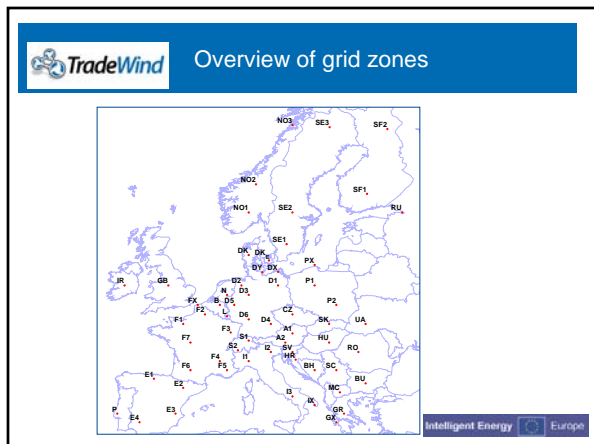 TradeWind
Overview of grid zones
NO3
SE3
SF2
NO2
SF1
NO1
SE2
RU
SE1
DK
DK
E
PX
DY
DX
IR
GB
D2
D1
P1
N
D3
FX
B
D5
P2
F2
L
CZ
F1
D6
D4
SK
UA
F3
A1
F7
S1
A2
HU
S2
I2
SV
RO
HR
F4
I1
F6
F5
BH
SC
E1
BU
E2
MC
I3
IX
P
E3
GR
E4
GX
Intelligent Energy Europe